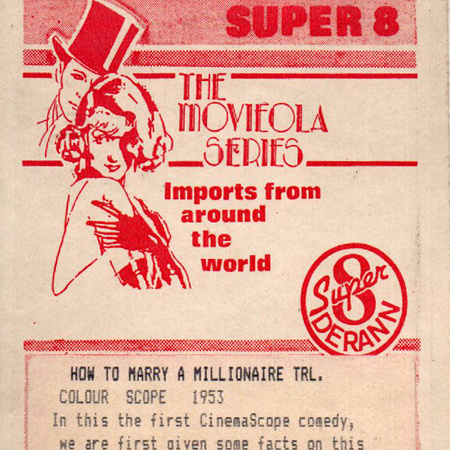 SUPER 8
THE
MOVIEOLA
SERIES
Imports from
around
the
world
Super 8
DERANN
HOW TO MARRY A MILLIONAIRE TRL.
COLOUR SCOPE 1953
In this the first CinemaScope comedy,
we are first given some facts on this